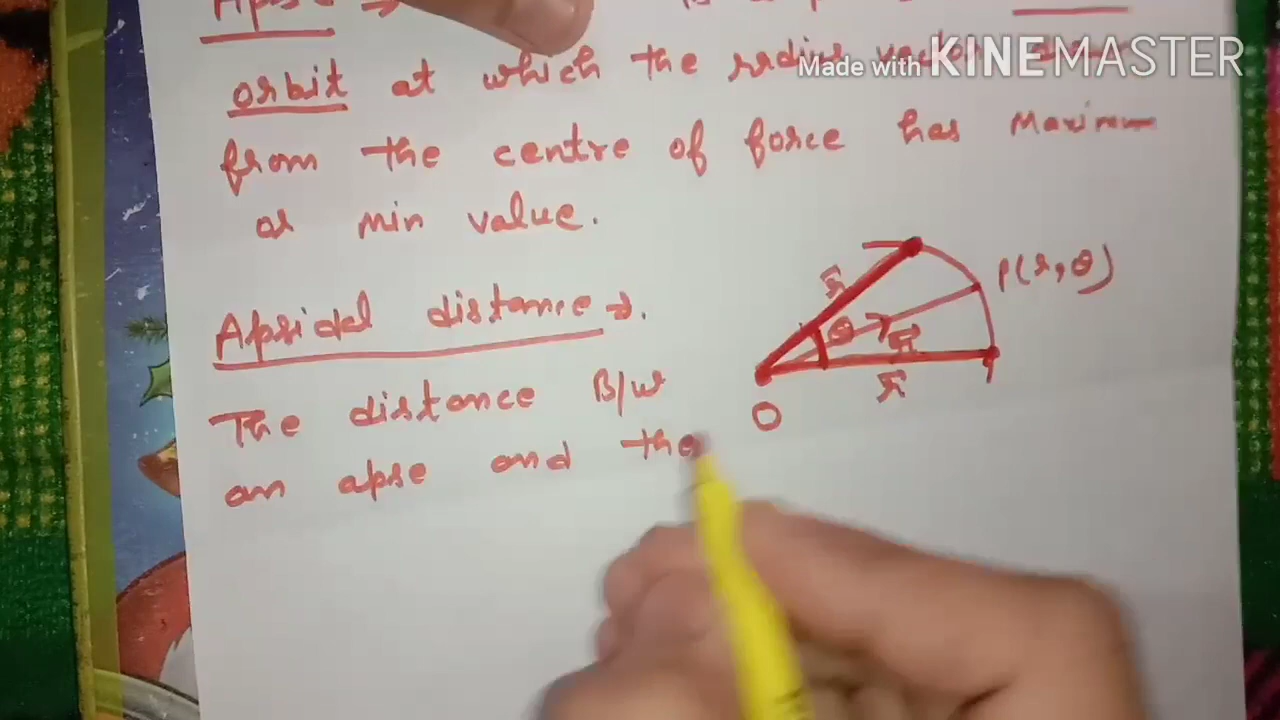 orbit at which the rrdius vector
from the centre of force has Maximum
or Min value.
Apsidal distance →.
The distance B/w
an apse and the
P(r, θ)
r
θ
r
r
O
Made with KINEMASTER